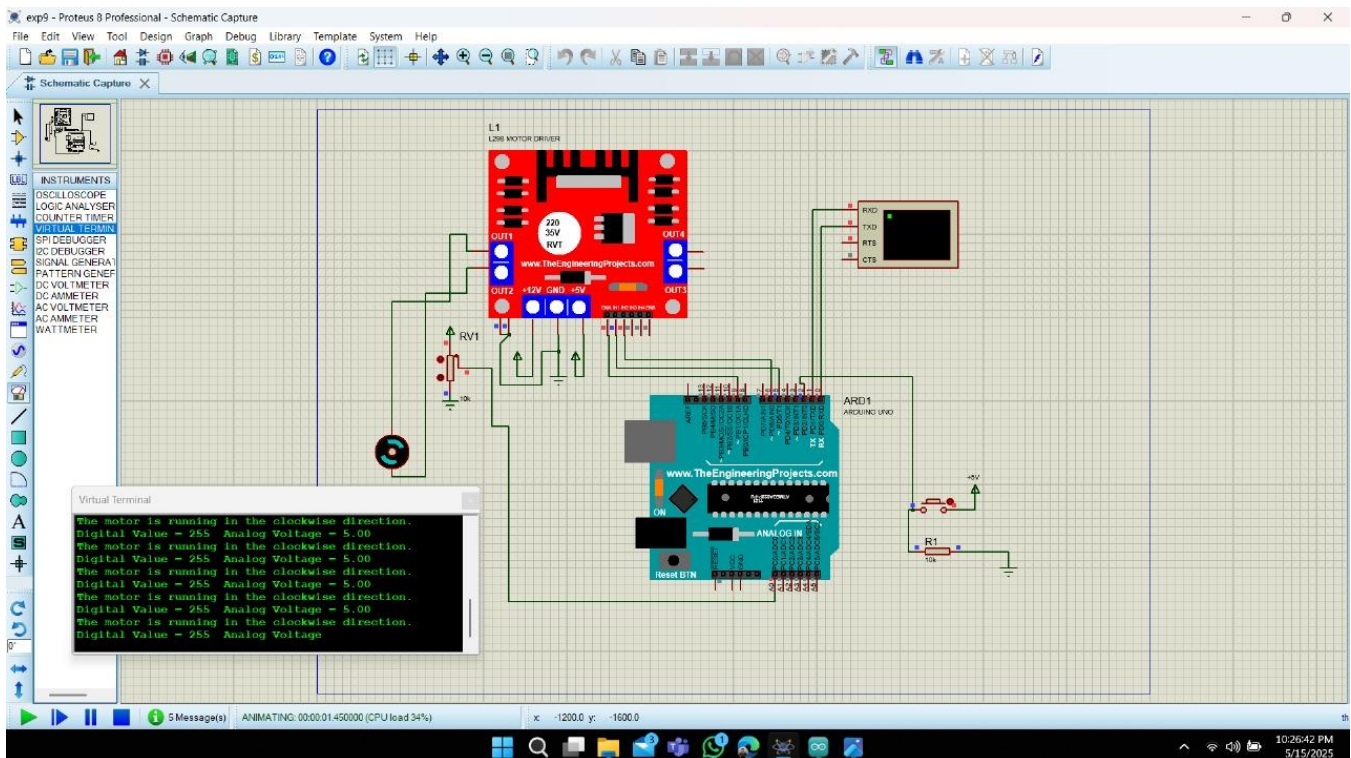 exp9 - Proteus 8 Professional - Schematic Capture
File Edit View Tool Design Graph Debug Library Template System Help
Schematic Capture
INSTRUMENTS
OSCILLOSCOPE
LOGIC ANALYSER
COUNTER TIMER
VIRTUAL TERMIN
SPI DEBUGGER
I2C DEBUGGER
SIGNAL GENERAT
PATTERN GENEF
DC VOLTMETER
DC AMMETER
AC VOLTMETER
AC AMMETER
WATTMETER
L1
L298 MOTOR DRIVER
220
35V
RVT
OUT1
OUT4
www.TheEngineeringProjects.com
OUT2 +12V GND +5V
OUT3
RV1
10k
RXD
TXD
RTS
CTS
ARD1
ARDUINO UNO
AREF
TX
RX
www.TheEngineeringProjects.com
ON
ANALOG IN
Reset BTN
RESET
VCC
GND
+5V
R1
10k
Virtual Terminal
The motor is running in the clockwise direction.
Digital Value = 255 Analog Voltage = 5.00
The motor is running in the clockwise direction.
Digital Value = 255 Analog Voltage = 5.00
The motor is running in the clockwise direction.
Digital Value = 255 Analog Voltage = 5.00
The motor is running in the clockwise direction.
Digital Value = 255 Analog Voltage = 5.00
The motor is running in the clockwise direction.
Digital Value = 255 Analog Voltage
0°
5 Message(s) ANIMATING: 00:00:01.450000 (CPU load 34%) x: -1200.0 y: -1600.0 th
10:26:42 PM
5/15/2025